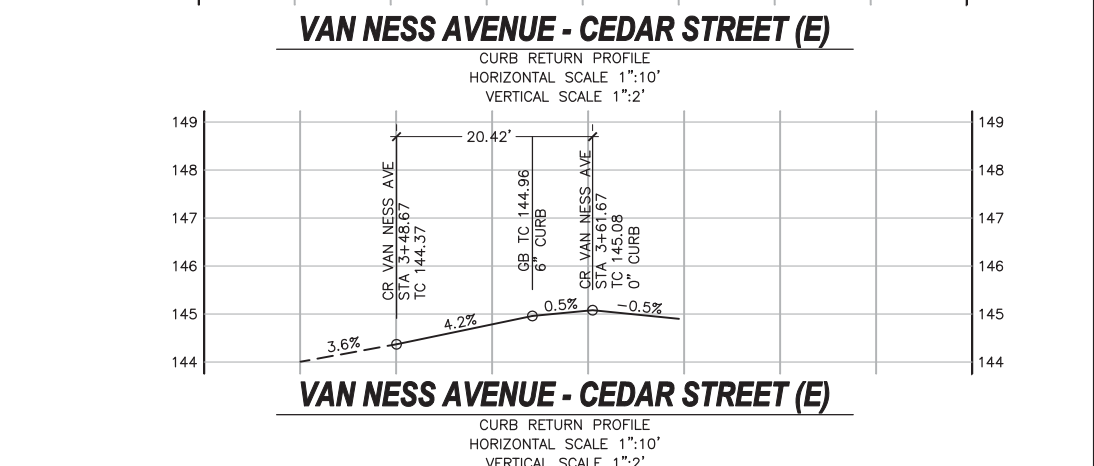 VAN NESS AVENUE - CEDAR STREET (E)
CURB RETURN PROFILE
HORIZONTAL SCALE 1":10'
VERTICAL SCALE 1":2'
149
149
20.42'
148
148
147
147
146
146
145
145
144
144
CR VAN NESS AVE
STA 3+48.67
TC 144.37
GB TC 144.96
6" CURB
CR VAN NESS AVE
STA 3+61.67
TC 145.08
0" CURB
3.6%
4.2%
0.5%
-0.5%
VAN NESS AVENUE - CEDAR STREET (E)
CURB RETURN PROFILE
HORIZONTAL SCALE 1":10'
VERTICAL SCALE 1":2'